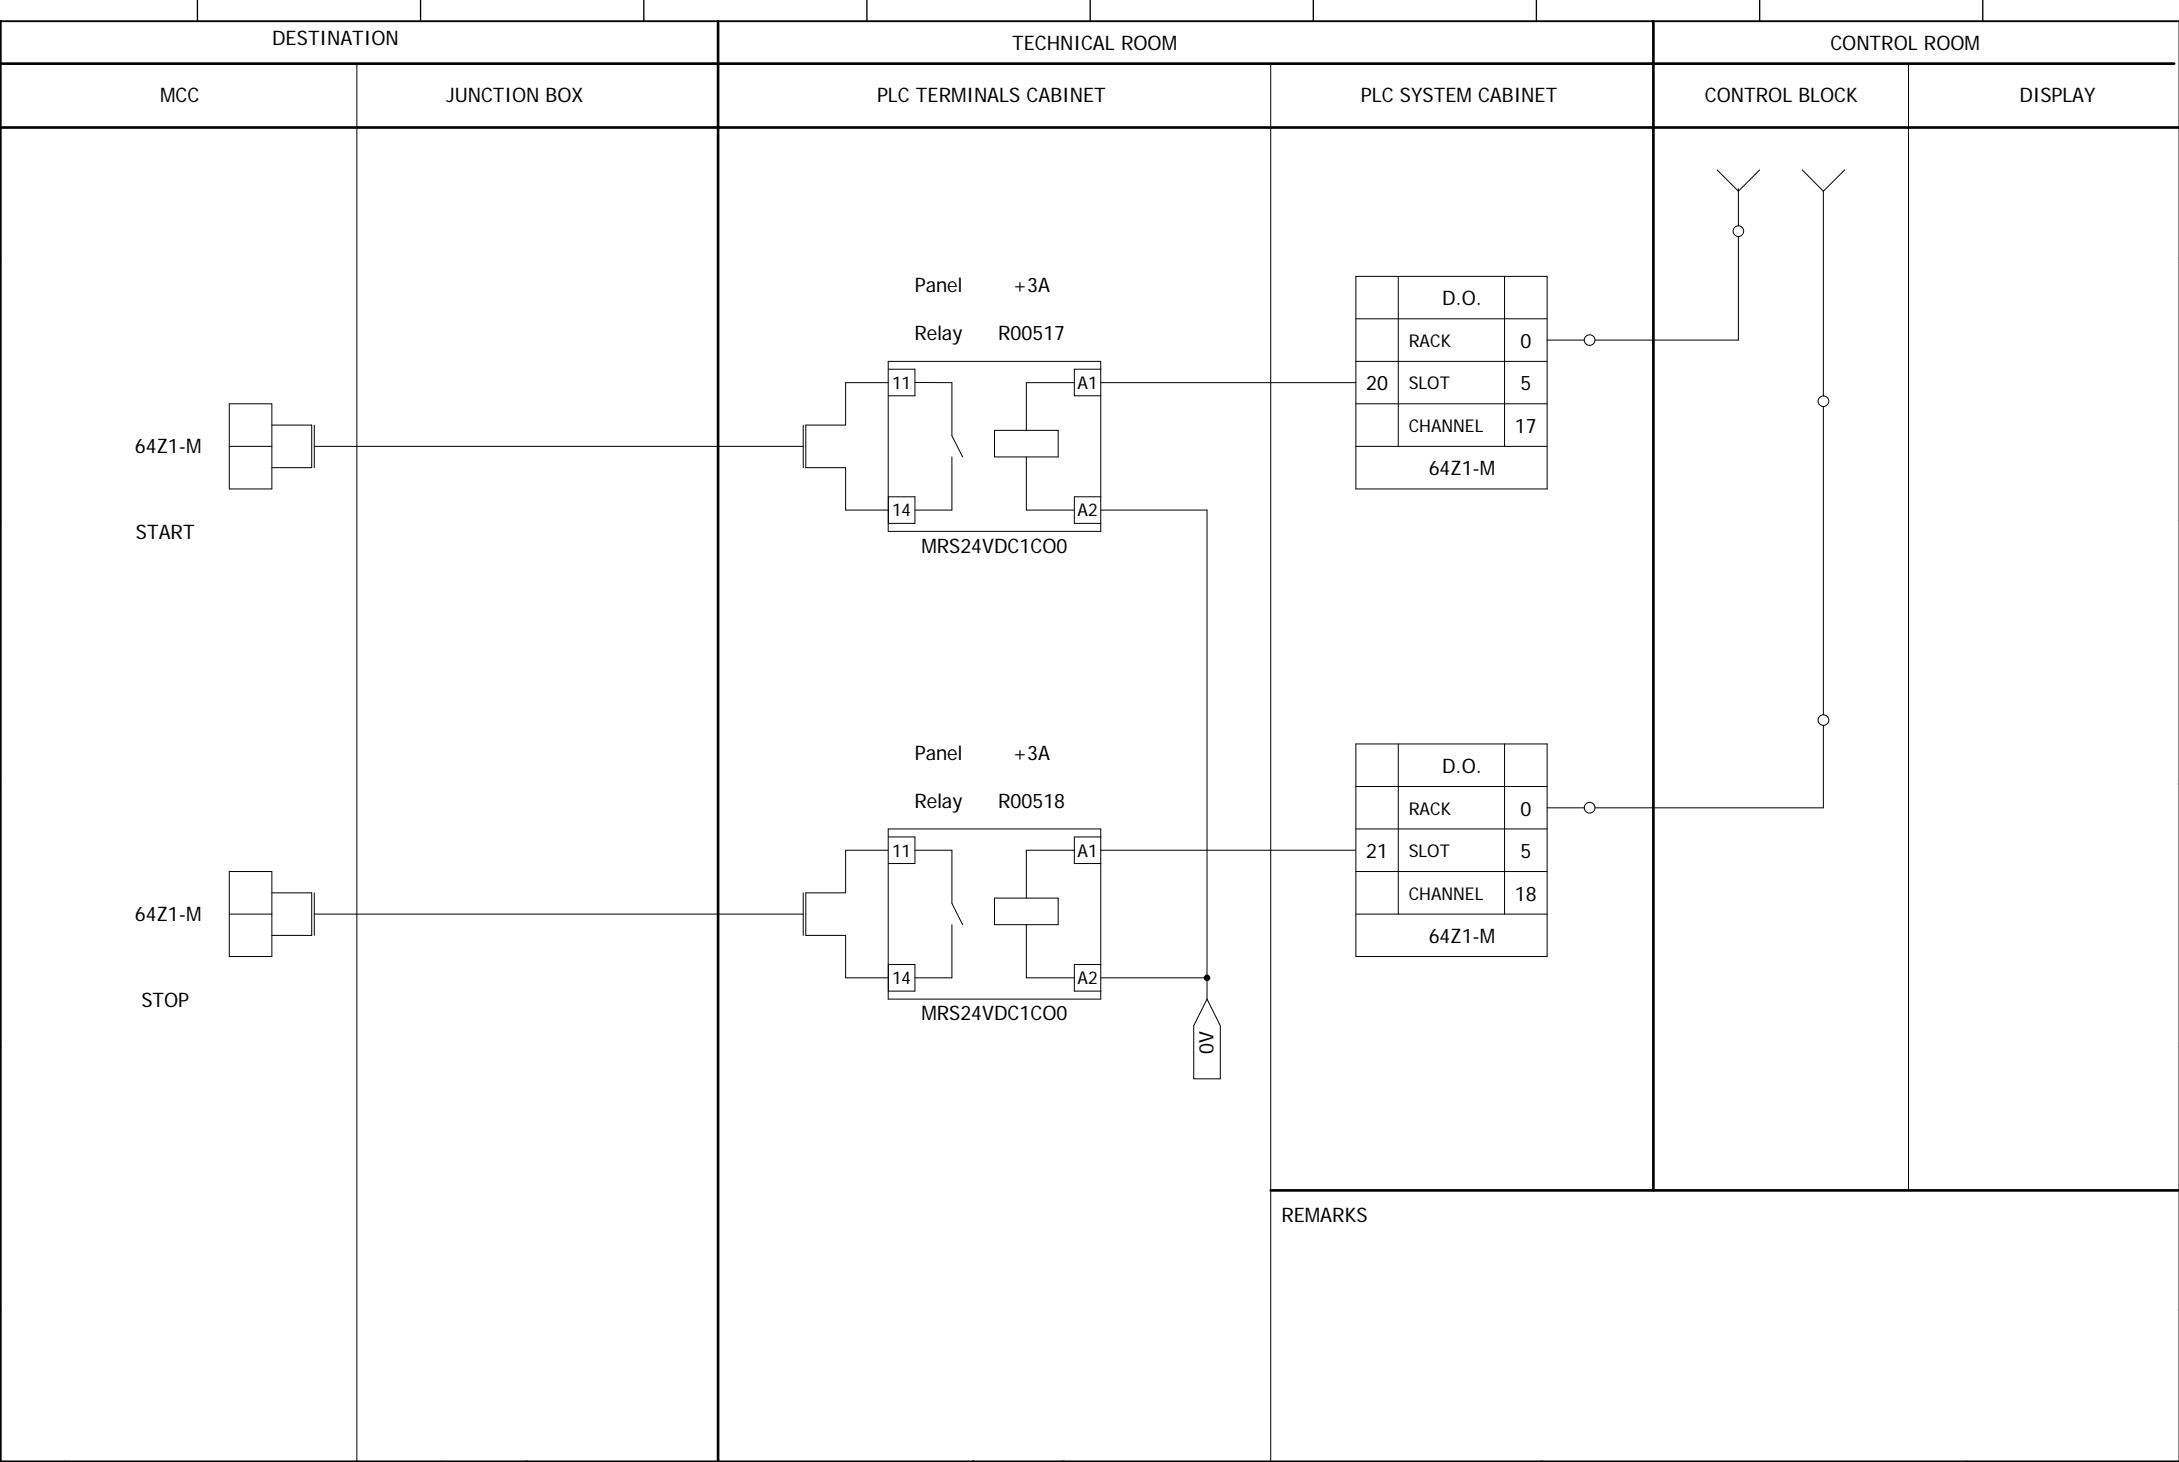 DESTINATION
TECHNICAL ROOM
CONTROL ROOM
MCC
JUNCTION BOX
PLC TERMINALS CABINET
PLC SYSTEM CABINET
CONTROL BLOCK
DISPLAY
Panel +3A
Relay R00517
11
A1
14
A2
MRS24VDC1CO0
64Z1-M
START
D.O.
RACK 0
20 SLOT 5
CHANNEL 17
64Z1-M
Panel +3A
Relay R00518
11
A1
14
A2
MRS24VDC1CO0
64Z1-M
STOP
D.O.
RACK 0
21 SLOT 5
CHANNEL 18
64Z1-M
0V
REMARKS